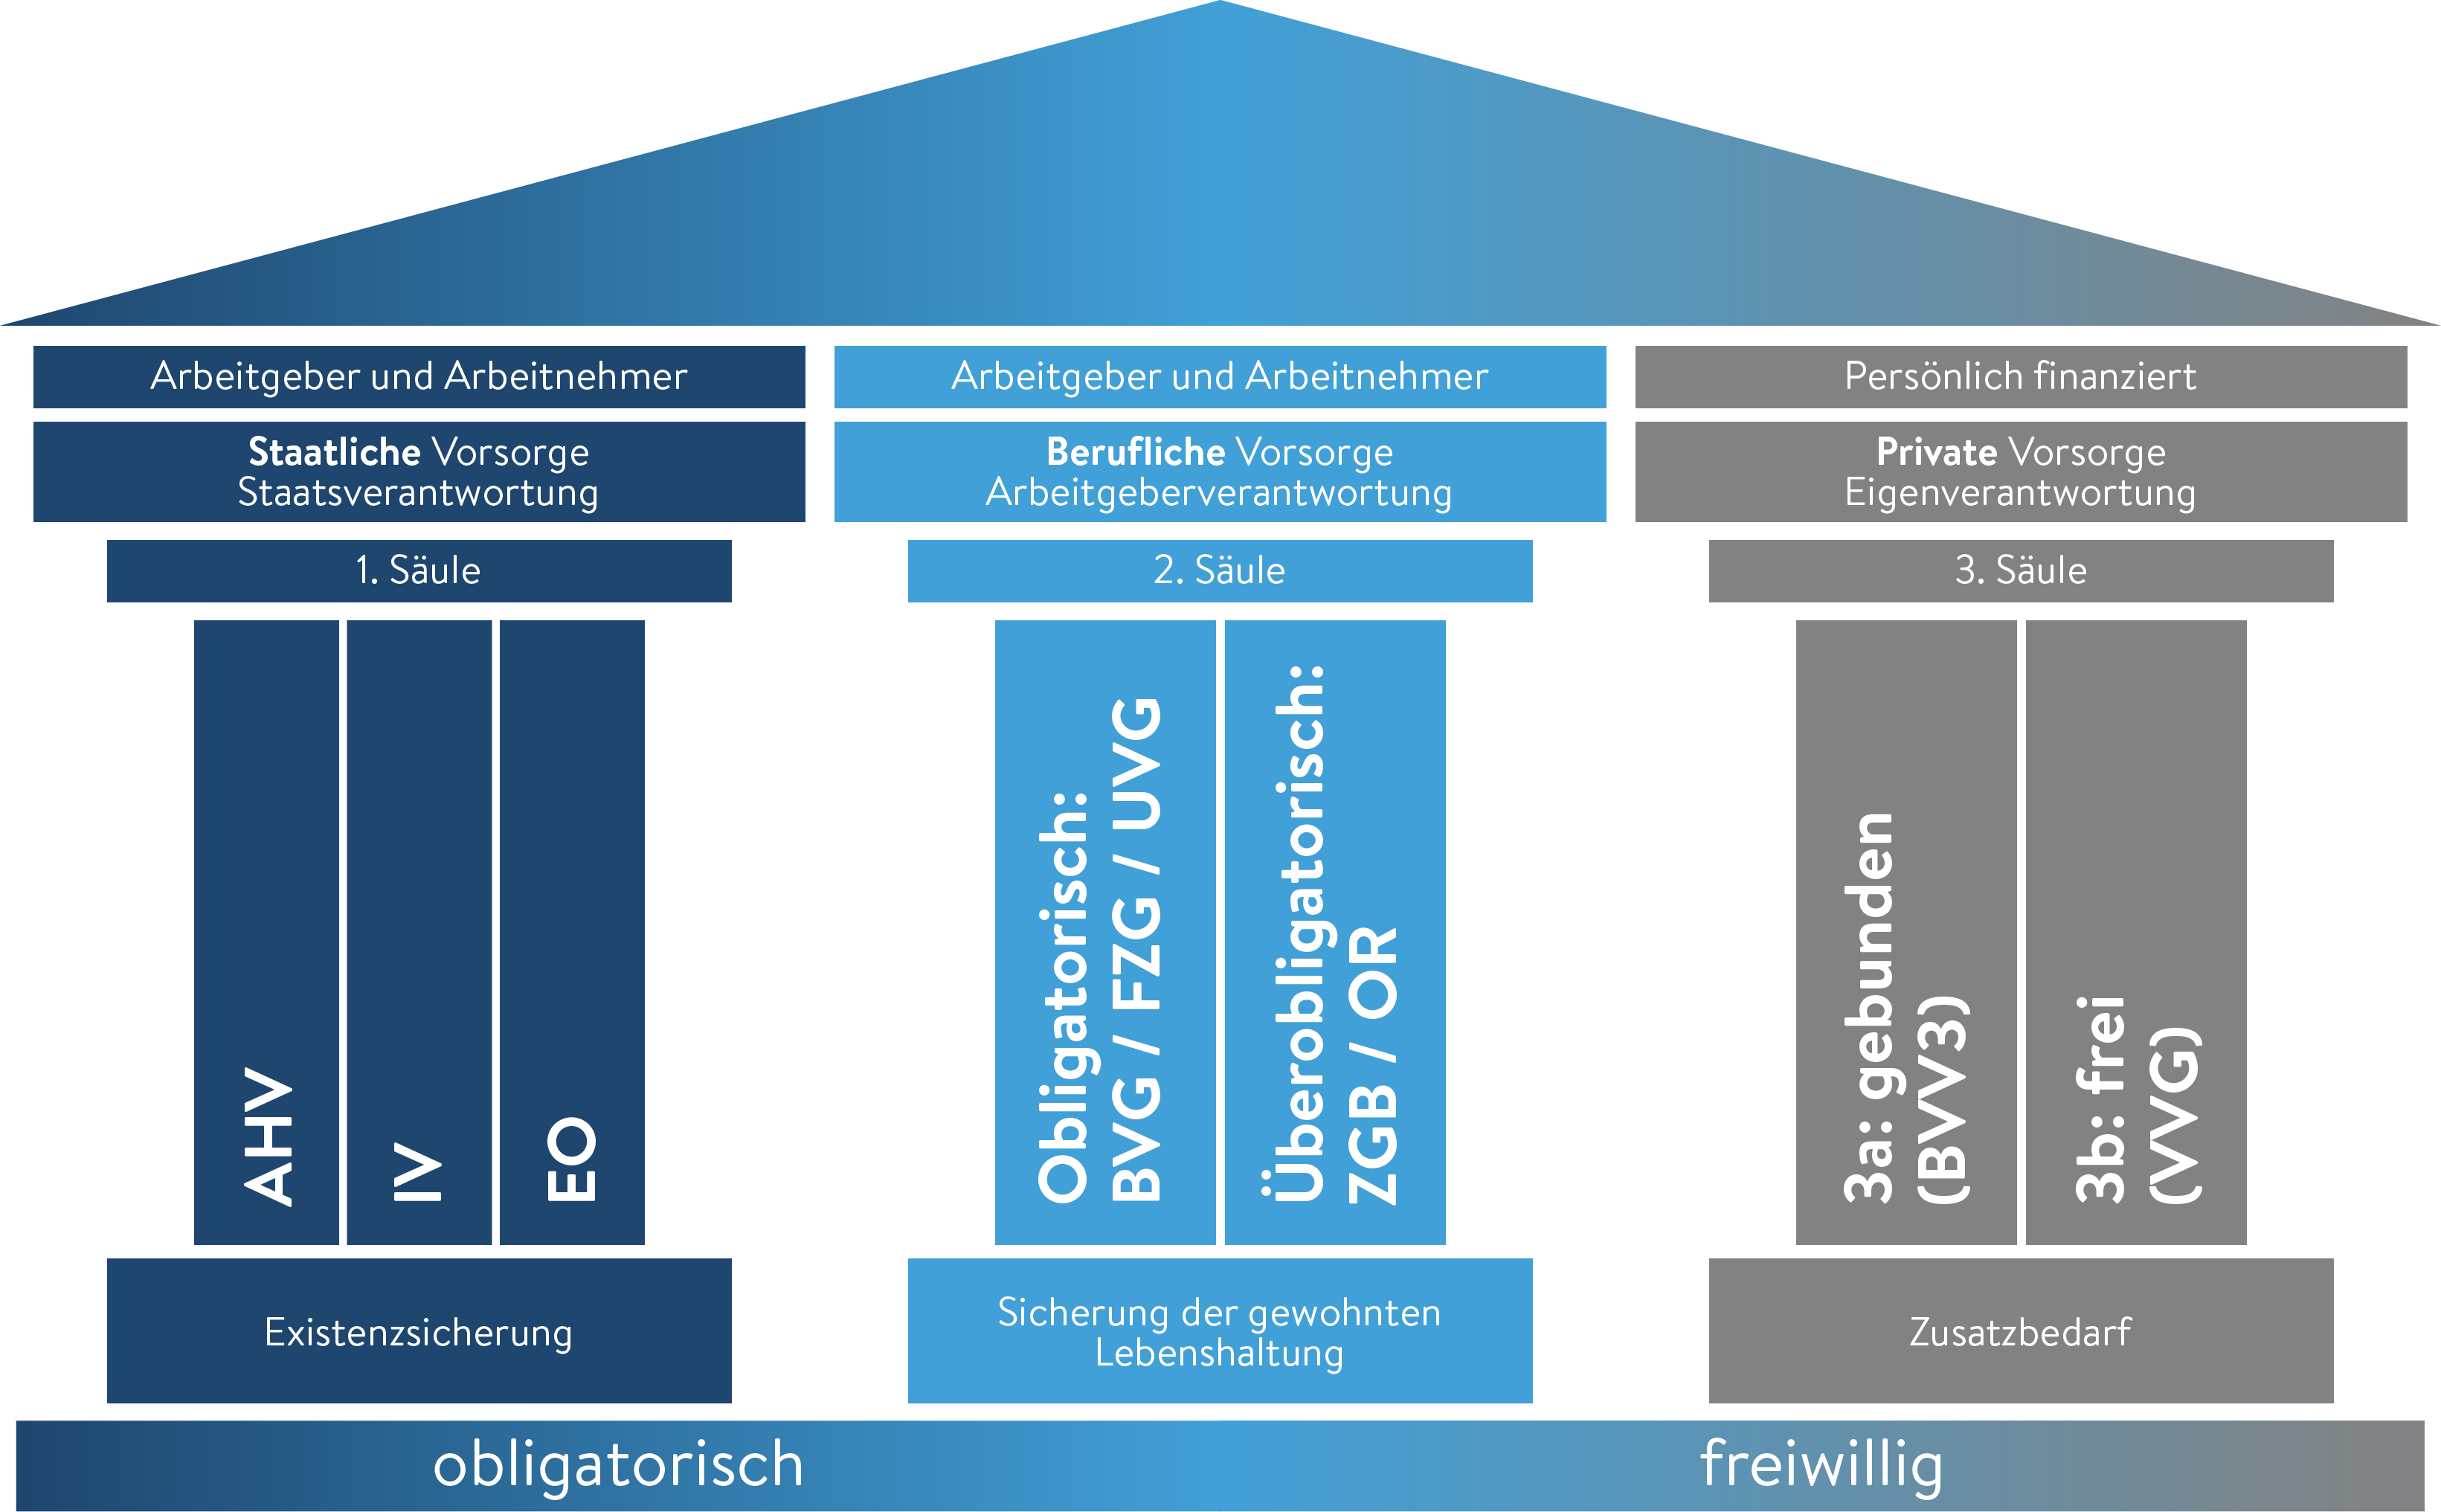 Arbeitgeber und Arbeitnehmer
Staatliche Vorsorge
Staatsverantwortung
1. Säule
AHV
IV
EO
Existenzsicherung
Arbeitgeber und Arbeitnehmer
Berufliche Vorsorge
Arbeitgeberverantwortung
2. Säule
Obligatorisch:
BVG / FZG / UVG
Überobligatorisch:
ZGB / OR
Sicherung der gewohnten
Lebenshaltung
Persönlich finanziert
Private Vorsorge
Eigenverantwortung
3. Säule
3a: gebunden
(BVV3)
3b: frei
(VVG)
Zusatzbedarf
obligatorisch
freiwillig